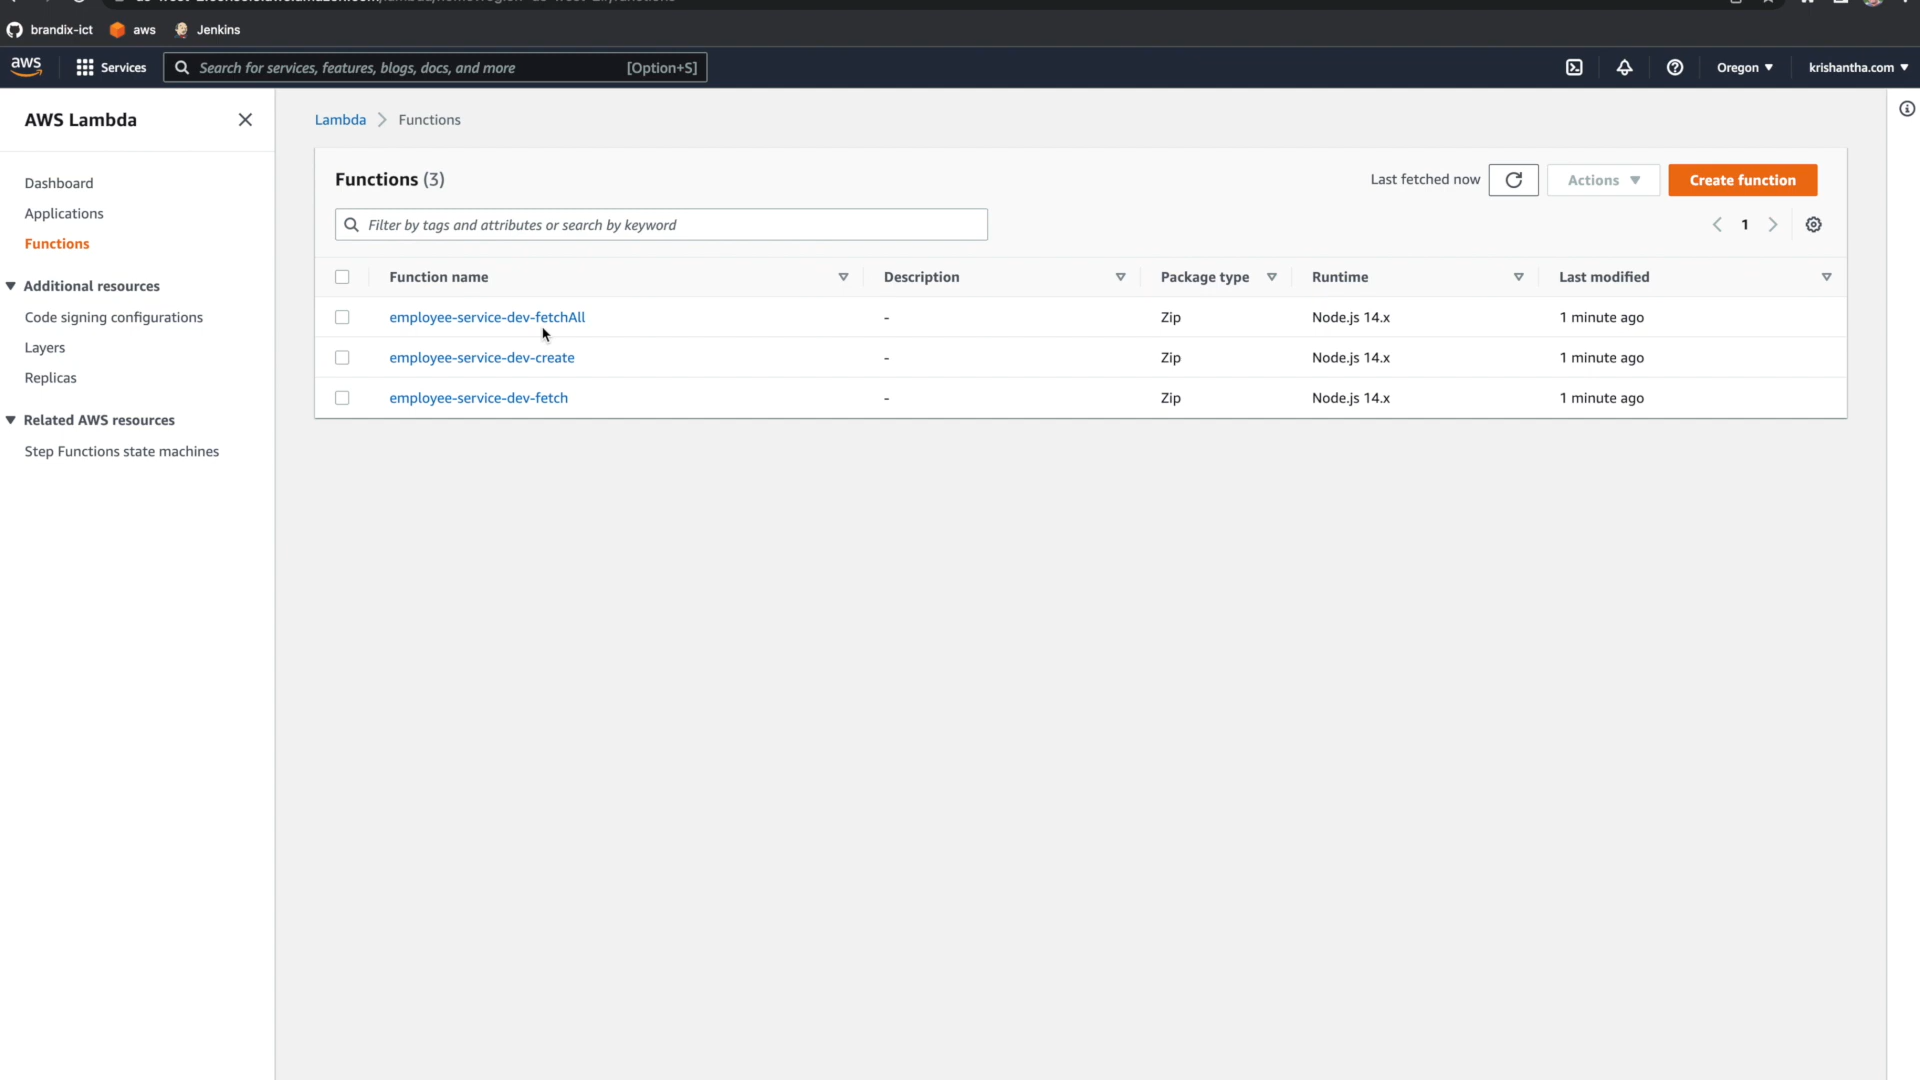 brandix-ict aws Jenkins
aws Services Search for services, features, blogs, docs, and more [Option+S] Oregon ▼ krishantha.com ▼
AWS Lambda
Dashboard
Applications
Functions
Additional resources
Code signing configurations
Layers
Replicas
Related AWS resources
Step Functions state machines
Lambda > Functions
Functions (3) Last fetched now Actions ▼ Create function
Filter by tags and attributes or search by keyword 1
Function name Description Package type Runtime Last modified
employee-service-dev-fetchAll - Zip Node.js 14.x 1 minute ago
employee-service-dev-create - Zip Node.js 14.x 1 minute ago
employee-service-dev-fetch - Zip Node.js 14.x 1 minute ago